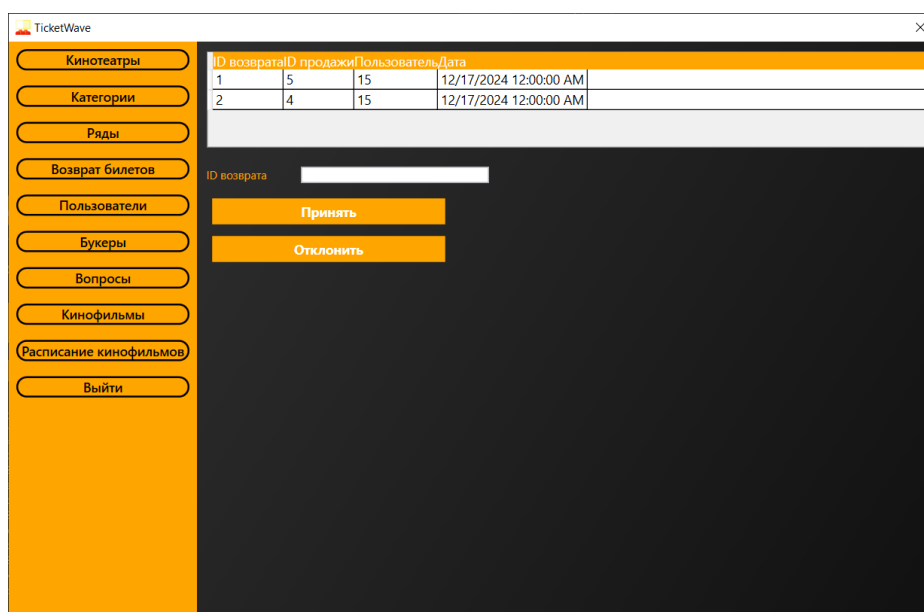 TicketWave
Кинотеатры
Категории
Ряды
Возврат билетов
Пользователи
Букеры
Вопросы
Кинофильмы
Расписание кинофильмов
Выйти
ID возврата ID продажи Пользователь Дата
1 5 15 12/17/2024 12:00:00 AM
2 4 15 12/17/2024 12:00:00 AM
ID возврата
Принять
Отклонить